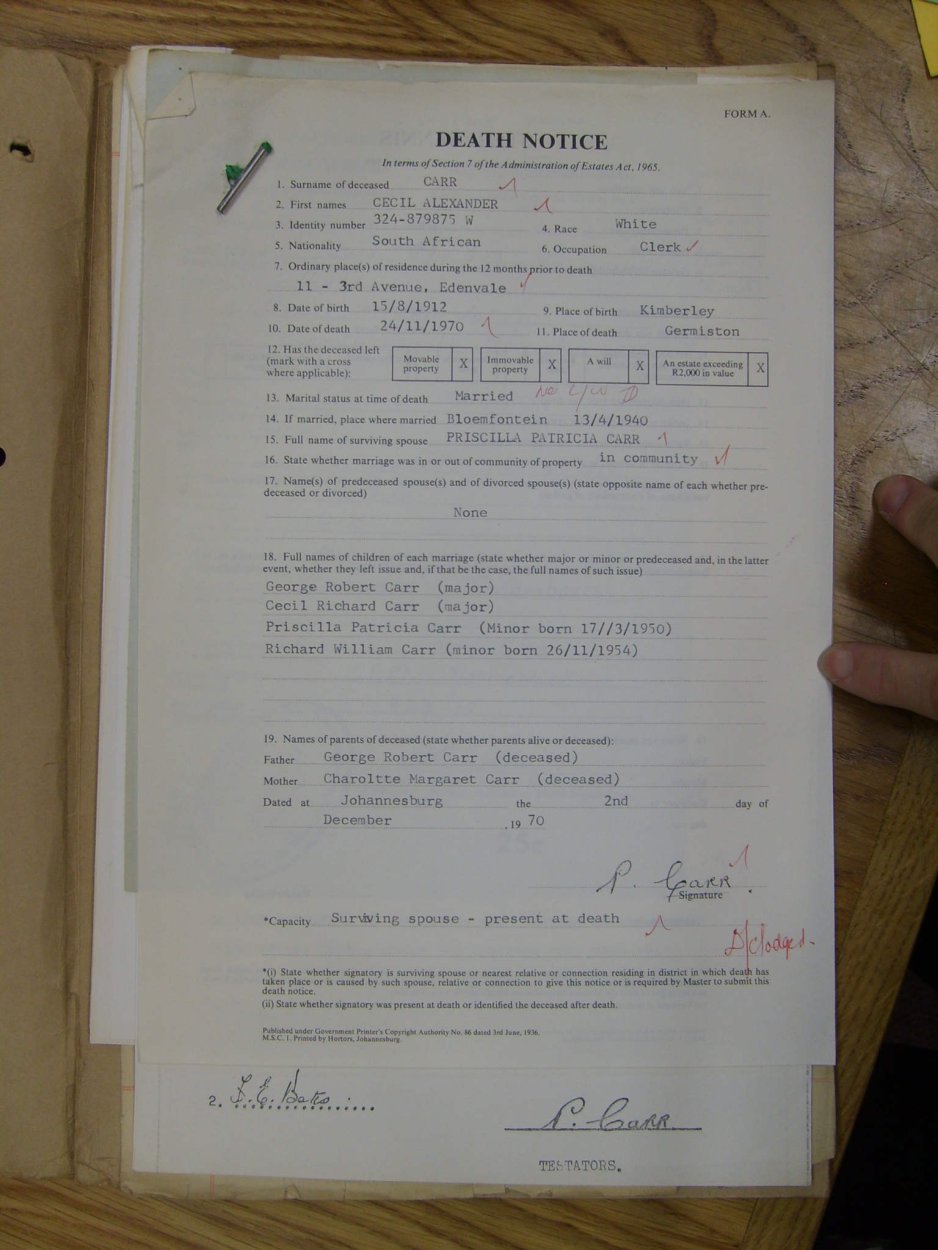 FORM A.
DEATH NOTICE
In terms of Section 7 of the Administration of Estates Act, 1965.
1. Surname of deceased CARR
2. First names CECIL ALEXANDER
3. Identity number 324-879875 W 4. Race White
5. Nationality South African 6. Occupation Clerk
7. Ordinary place(s) of residence during the 12 months prior to death
11 - 3rd Avenue, Edenvale
8. Date of birth 15/8/1912 9. Place of birth Kimberley
10. Date of death 24/11/1970 11. Place of death Germiston
12. Has the deceased left
(mark with a cross
where applicable):
Movable property X Immovable property X A will X An estate exceeding R2,000 in value X
13. Marital status at time of death Married No
14. If married, place where married Bloemfontein 13/4/1940
15. Full name of surviving spouse PRISCILLA PATRICIA CARR
16. State whether marriage was in or out of community of property in community
17. Name(s) of predeceased spouse(s) and of divorced spouse(s) (state opposite name of each whether pre-
deceased or divorced)
None
18. Full names of children of each marriage (state whether major or minor or predeceased and, in the latter
event, whether they left issue and, if that be the case, the full names of such issue)
George Robert Carr (major)
Cecil Richard Carr (major)
Priscilla Patricia Carr (Minor born 17//3/1950)
Richard William Carr (minor born 26/11/1954)
19. Names of parents of deceased (state whether parents alive or deceased):
Father George Robert Carr (deceased)
Mother Charoltte Margaret Carr (deceased)
Dated at Johannesburg the 2nd day of
December , 19 70
P. Carr
Signature
*Capacity Surviving spouse - present at death
D/C lodged.
*(i) State whether signatory is surviving spouse or nearest relative or connection residing in district in which death has
taken place or is caused by such spouse, relative or connection to give this notice or is required by Master to submit this
death notice.
(ii) State whether signatory was present at death or identified the deceased after death.
Published under Government Printer's Copyright Authority No. 86 dated 3rd June, 1936.
M.S.C. 1. Printed by Hortors, Johannesburg.
2. Bates
P. Carr
TESTATORS.